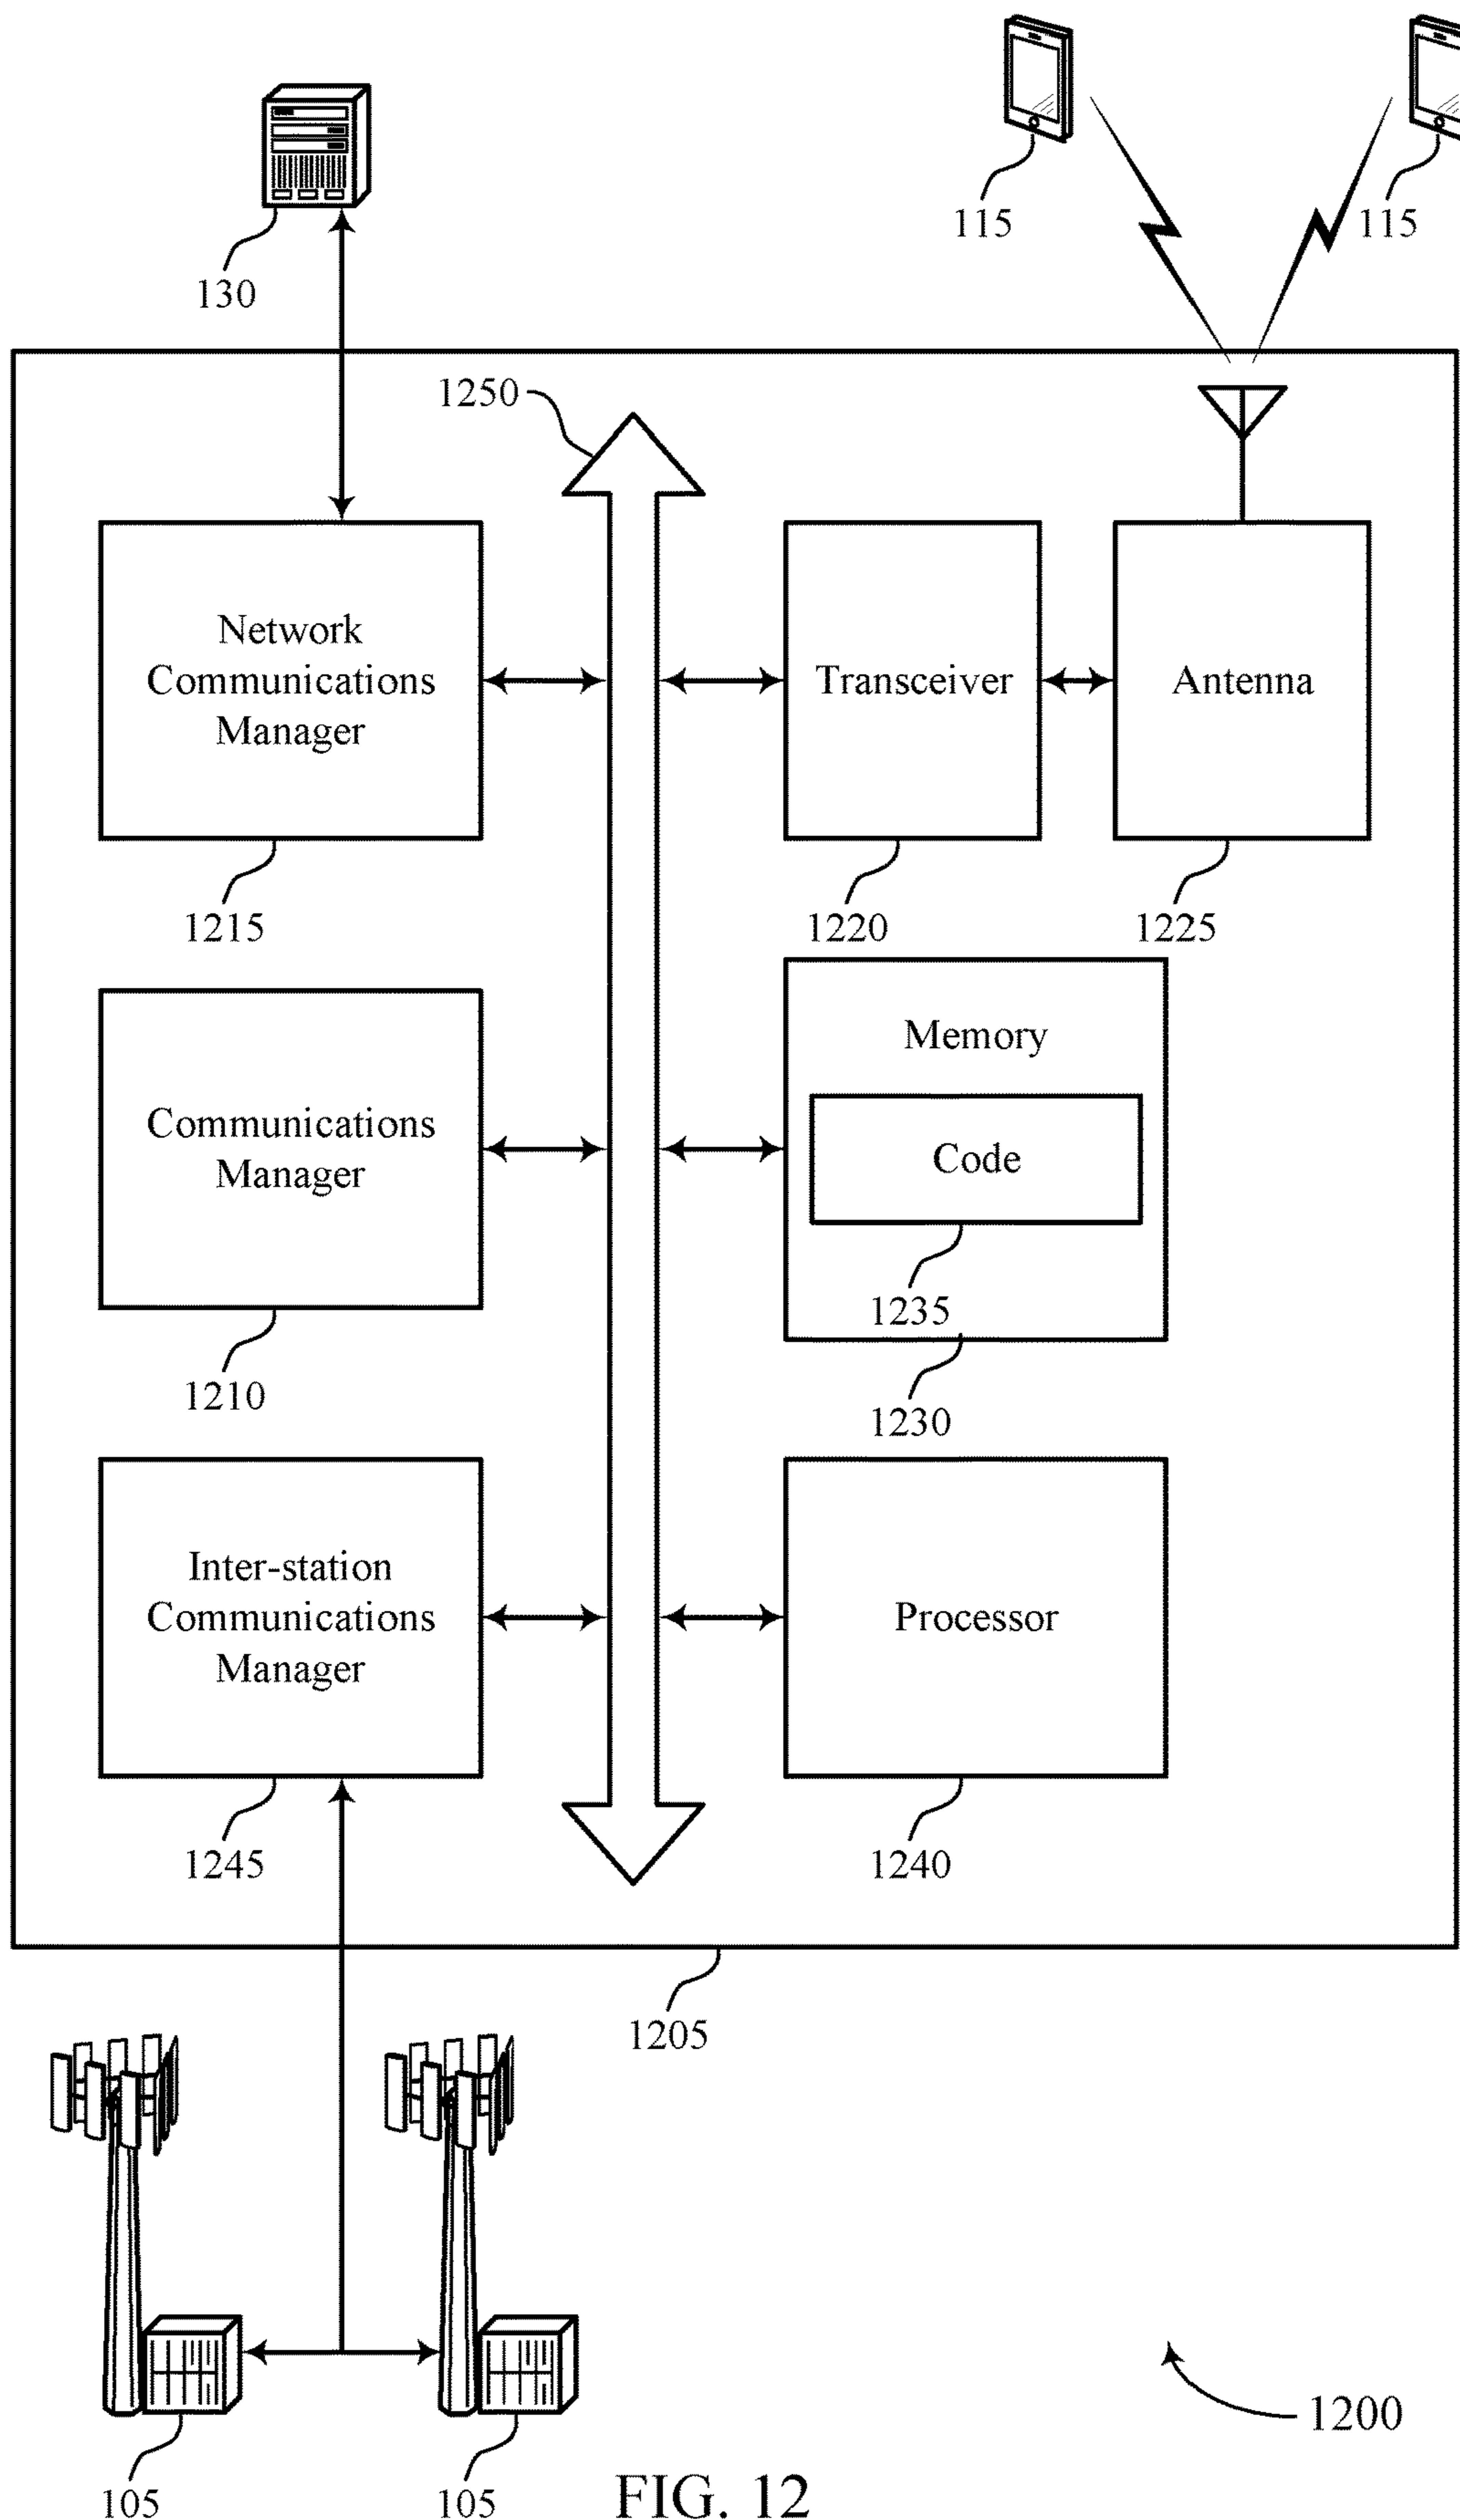 115
115
130
1250
Network
Communications
Manager
Transceiver
Antenna
1215
1220
1225
Memory
Communications
Manager
Code
1235
1210
1230
Inter-station
Communications
Manager
Processor
1245
1240
1205
1200
105
105
FIG. 12